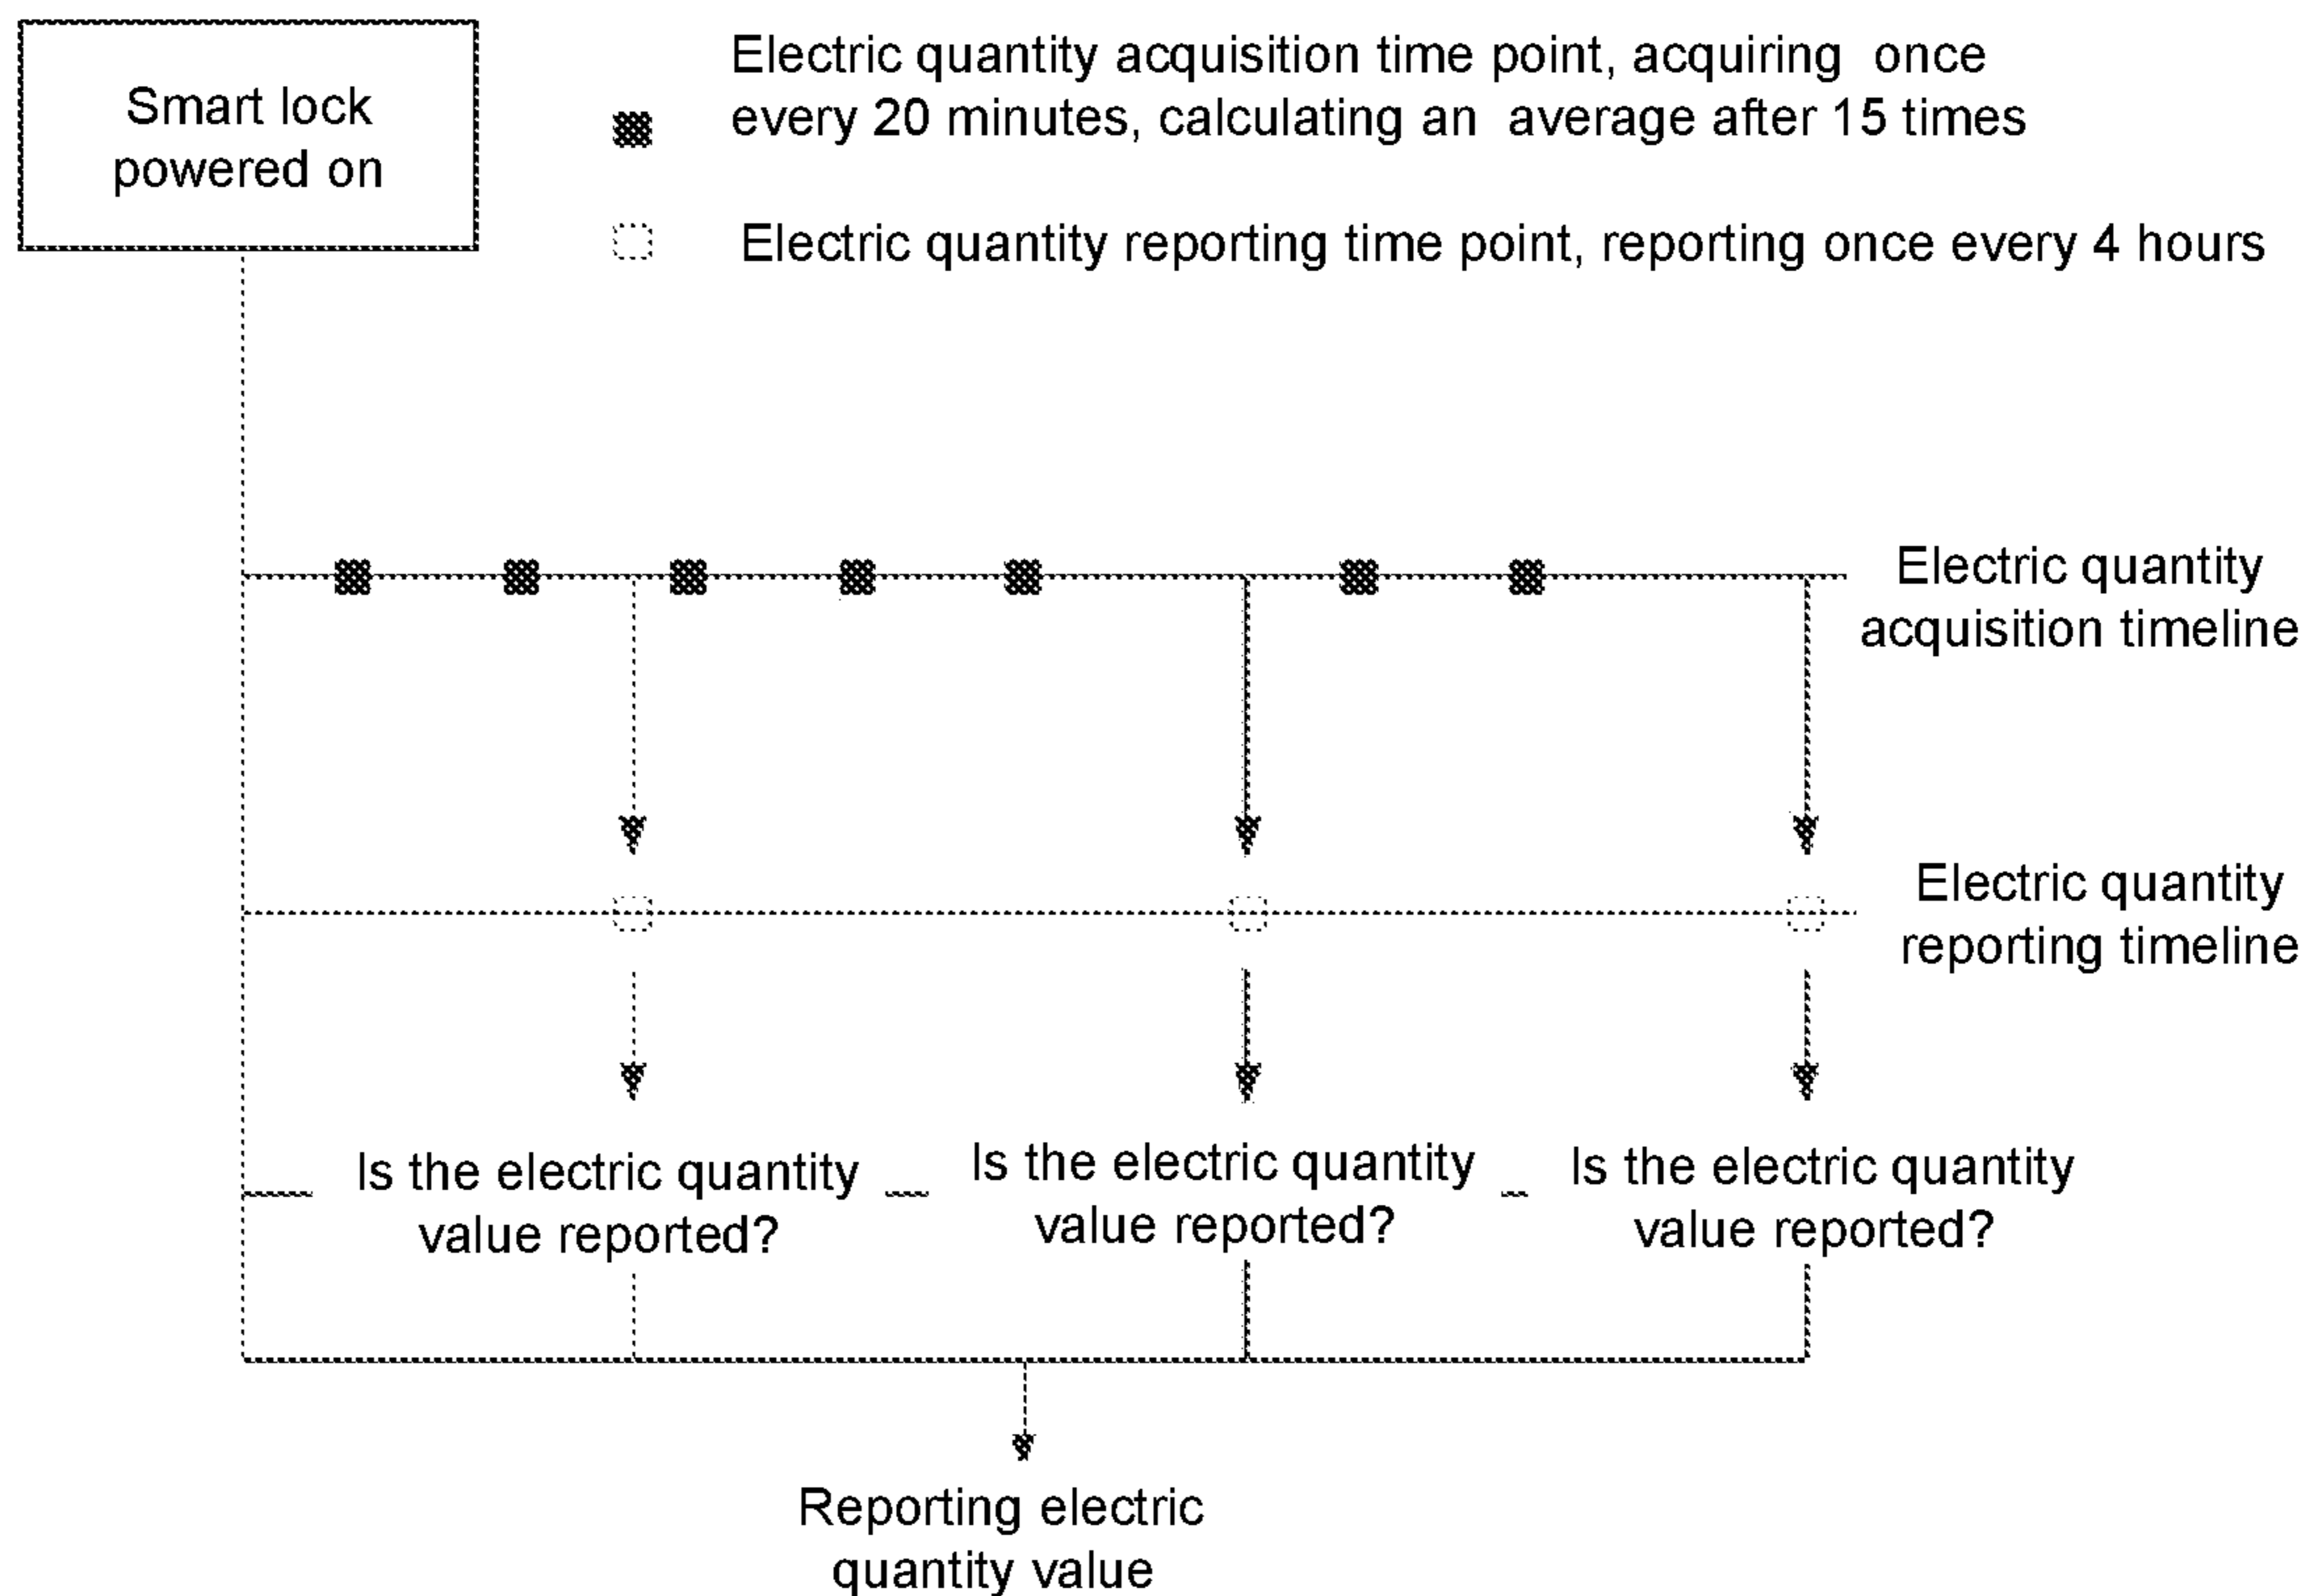 Smart lock
powered on
Electric quantity acquisition time point, acquiring once
every 20 minutes, calculating an average after 15 times
Electric quantity reporting time point, reporting once every 4 hours
Electric quantity
acquisition timeline
Electric quantity
reporting timeline
Is the electric quantity
value reported?
Is the electric quantity
value reported?
Is the electric quantity
value reported?
Reporting electric
quantity value